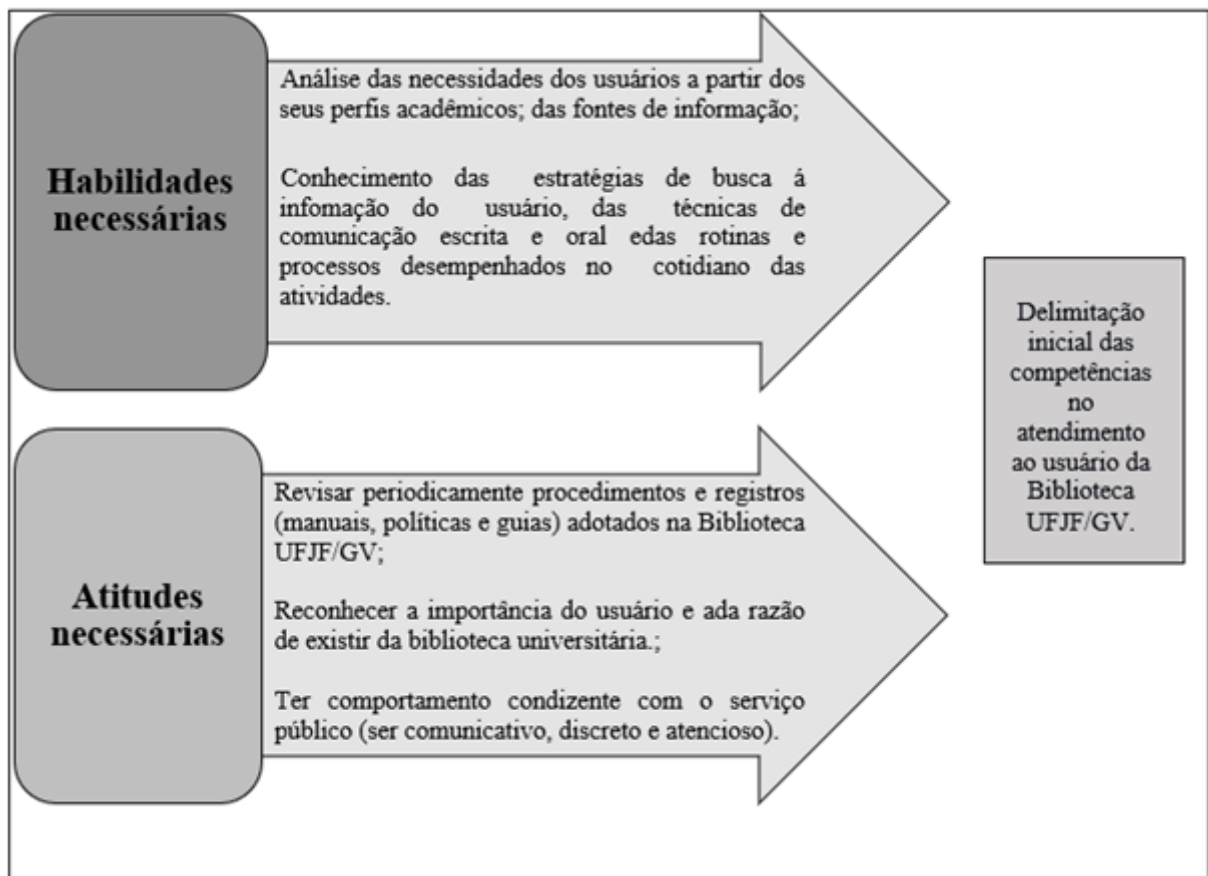 Habilidades
necessárias
Análise das necessidades dos usuários a partir dos
seus perfis acadêmicos; das fontes de informação;
Conhecimento das estratégias de busca á
infomação do usuário, das técnicas de
comunicação escrita e oral edas rotinas e
processos desempenhados no cotidiano das
atividades.
Atitudes
necessárias
Revisar periodicamente procedimentos e registros
(manuais, políticas e guias) adotados na Biblioteca
UFJF/GV;
Reconhecer a importância do usuário e ada razão
de existir da biblioteca universitária.;
Ter comportamento condizente com o serviço
público (ser comunicativo, discreto e atencioso).
Delimitação
inicial das
competências
no
atendimento
ao usuário da
Biblioteca
UFJF/GV.